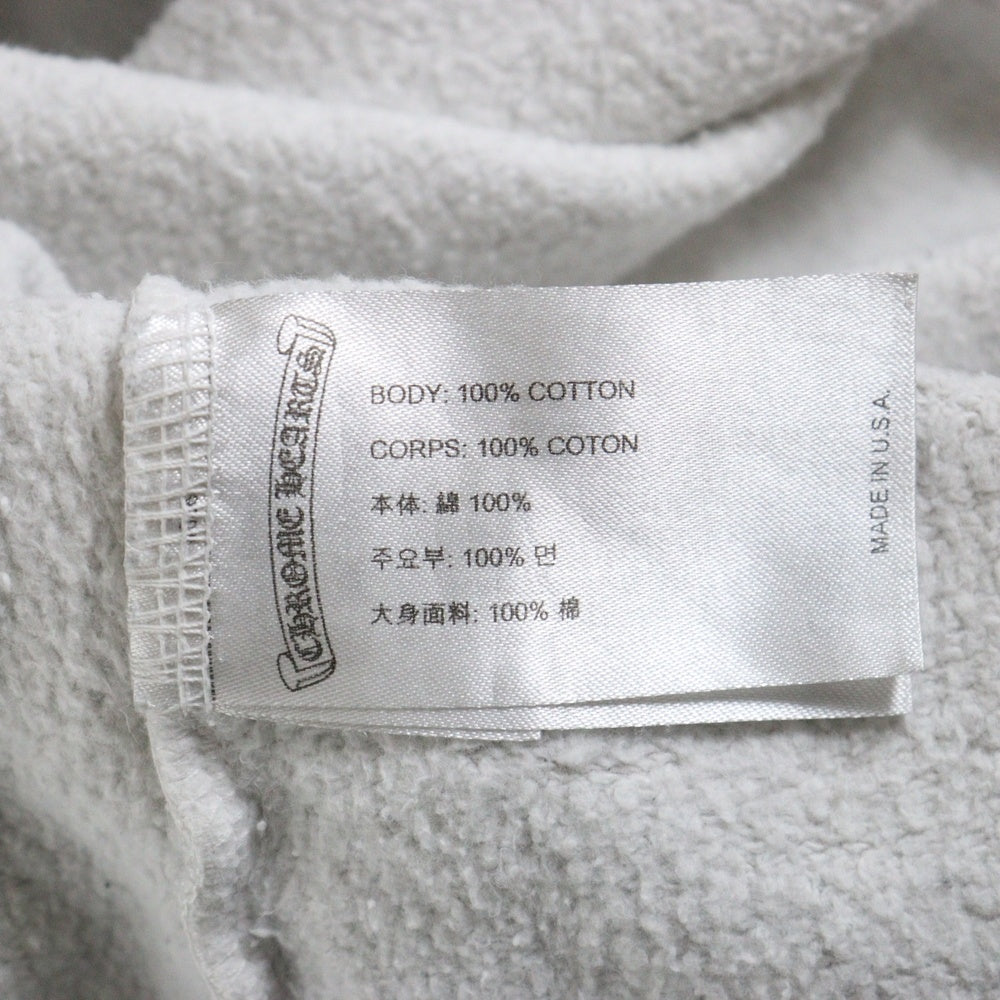 CHROME HEARTS
BODY: 100% COTTON
CORPS: 100% COTON
本体: 綿 100%
주요부: 100% 면
大身面料: 100% 棉
MADE IN U.S.A.